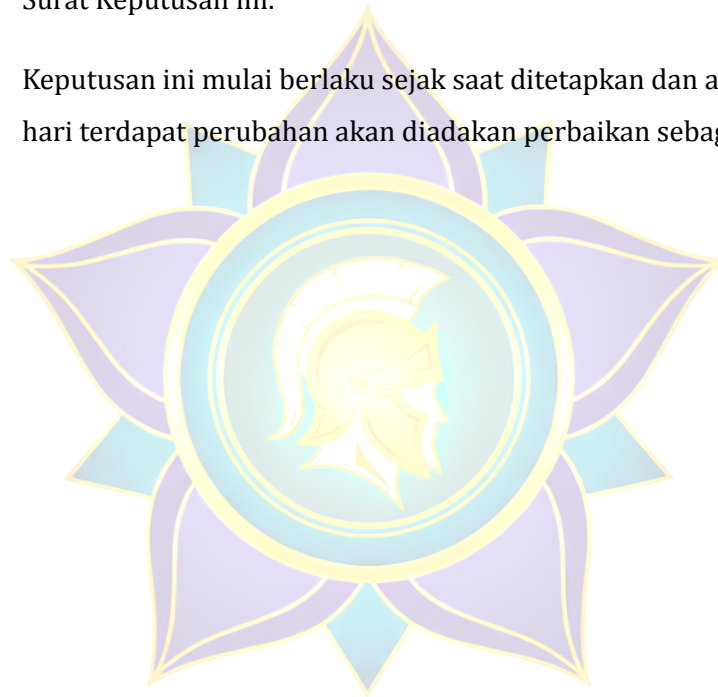 Surat Keputusan ini.
Keputusan ini mulai berlaku sejak saat ditetapkan dan a
hari terdapat perubahan akan diadakan perbaikan sebag